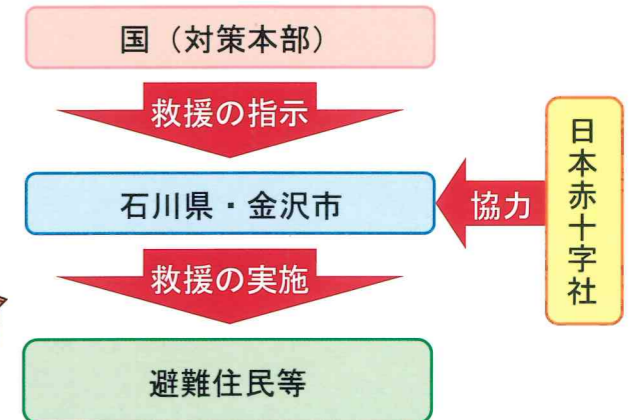 国（対策本部）
救援の指示
石川県・金沢市
協力
日本赤十字社
救援の実施
避難住民等